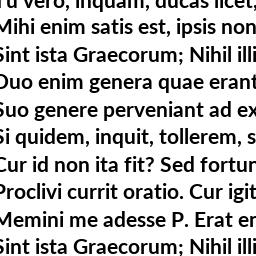 Tu vero, inquam, ducas licet,
Mihi enim satis est, ipsis non
Sint ista Graecorum; Nihil illi
Duo enim genera quae erant
Suo genere perveniant ad ex
Si quidem, inquit, tollerem, s
Cur id non ita fit? Sed fortun
Proclivi currit oratio. Cur igit
Memini me adesse P. Erat en
Sint ista Graecorum; Nihil illi